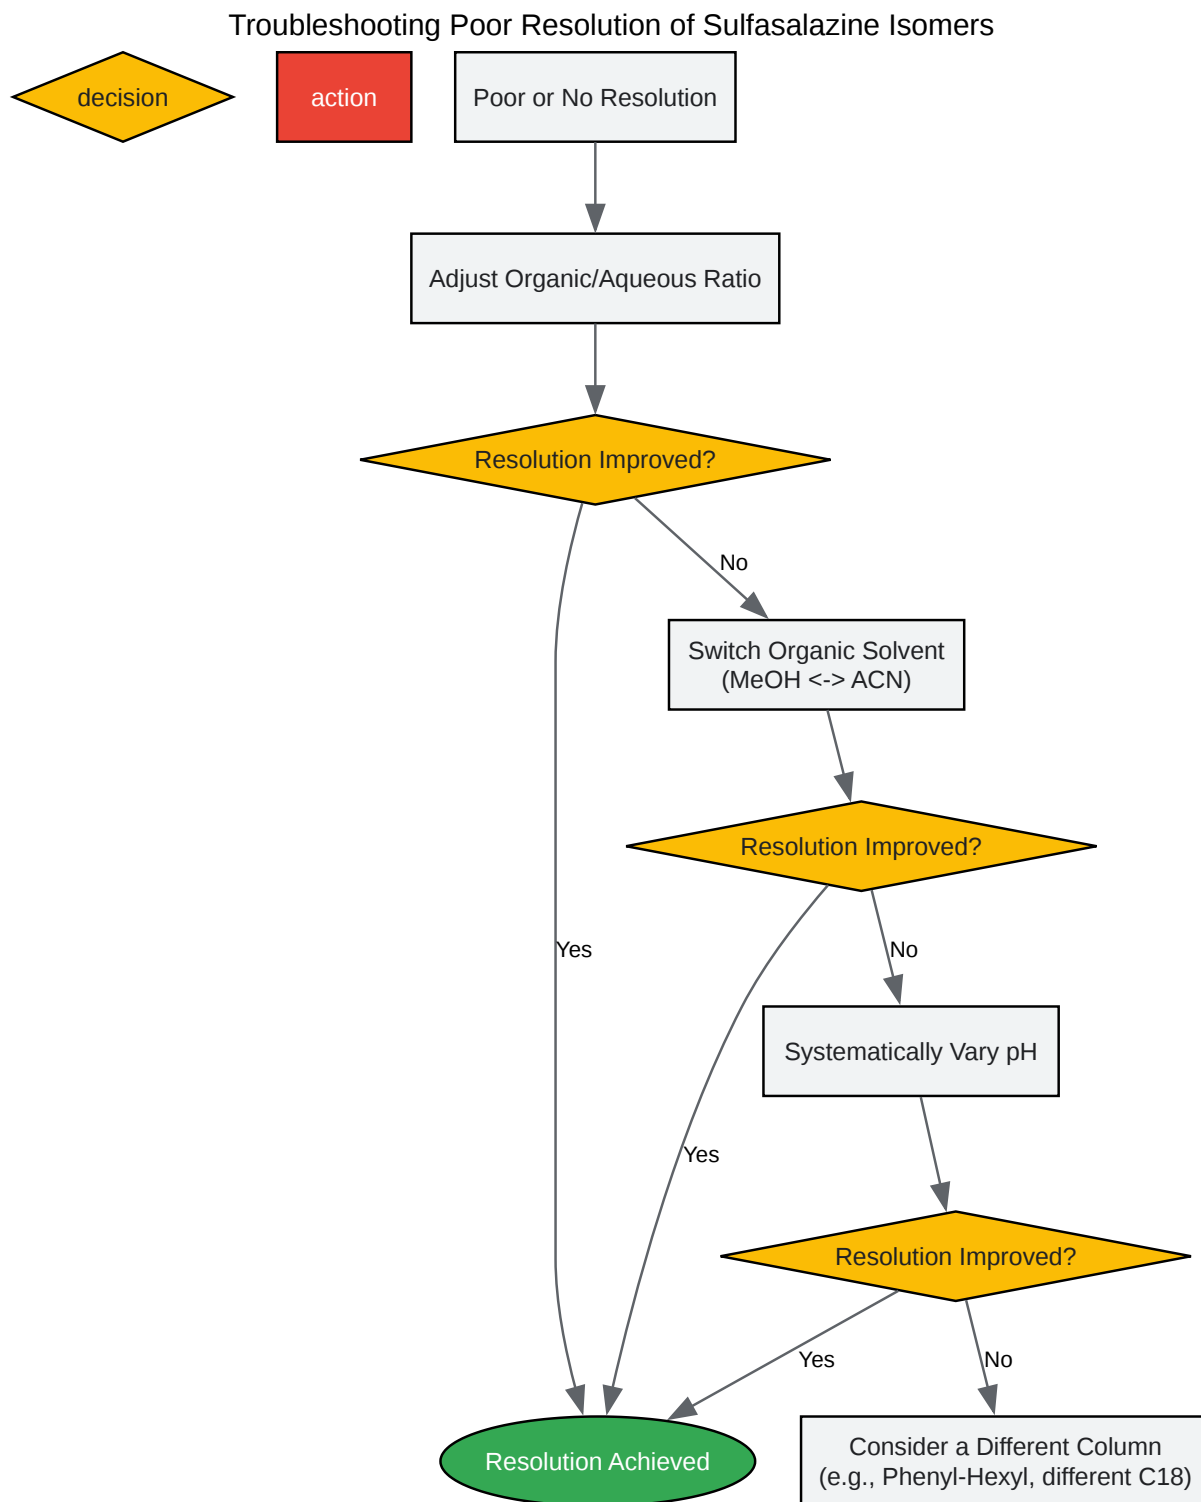 Troubleshooting Poor Resolution of Sulfasalazine Isomers
decision
action
Poor or No Resolution
Adjust Organic/Aqueous Ratio
Resolution Improved?
No
Switch Organic Solvent
(MeOH <-> ACN)
Resolution Improved?
Yes
No
Systematically Vary pH
Yes
Resolution Improved?
Yes
No
Resolution Achieved
Consider a Different Column
(e.g., Phenyl-Hexyl, different C18)